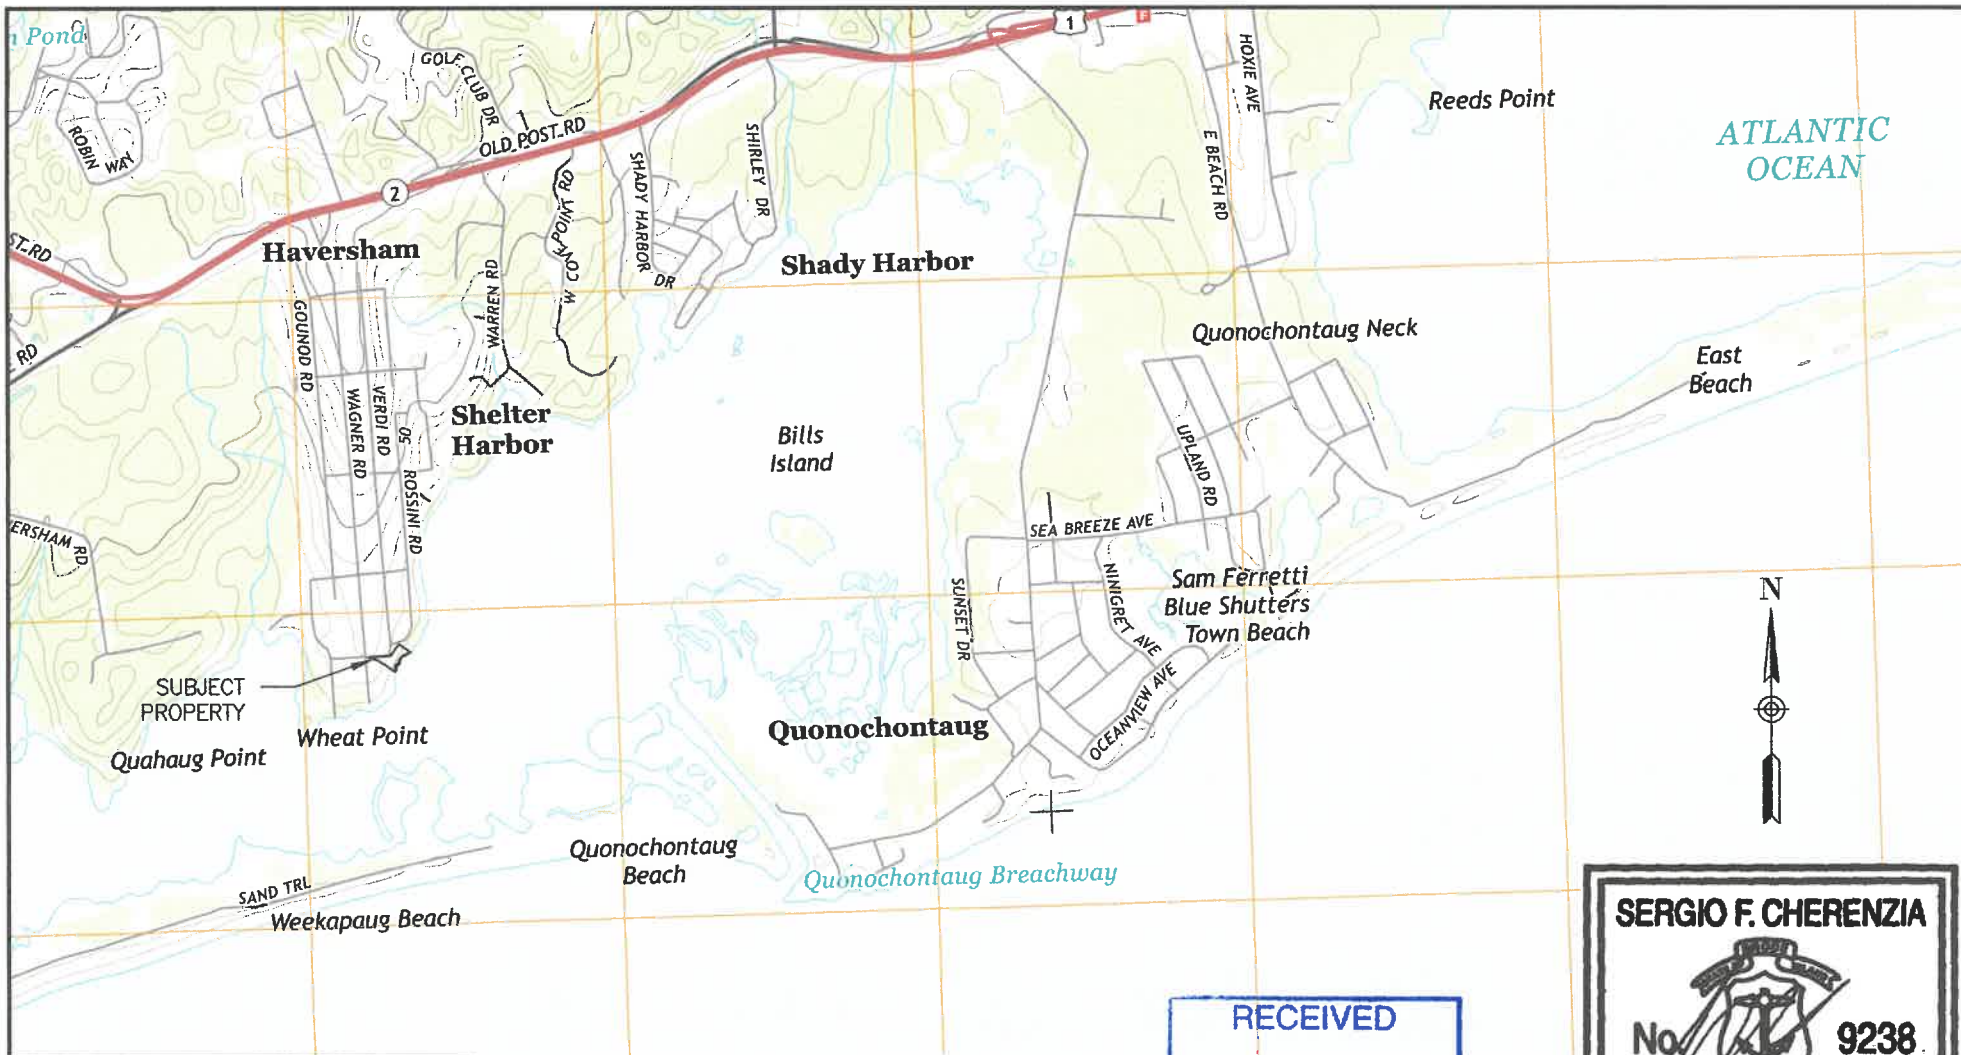 n Pond
1
HOXIE AVE
GOLF CLUB DR
Reeds Point
ATLANTIC
OCEAN
ROBIN WAY
OLD POST RD
SHIRLEY DR
E BEACH RD
SHADY HARBOR DR
2
W COVE POINT RD
ST RD
Haversham
Shady Harbor
WARREN RD
GOUNOD RD
E RD
Quonochontaug Neck
East
Beach
VERDI RD
WAGNER RD
Shelter
Harbor
Bills
Island
UPLAND RD
ROSSINI RD
ERSHAM RD
SEA BREEZE AVE
SUNSET DR
NINIGRET AVE
Sam Ferretti
Blue Shutters
Town Beach
N
SUBJECT
PROPERTY
OCEANVIEW AVE
Quonochontaug
Wheat Point
Quahaug Point
Quonochontaug
Beach
Quonochontaug Breachway
SAND TRL
Weekapaug Beach
SERGIO F. CHERENZIA
RECEIVED
No. 9238